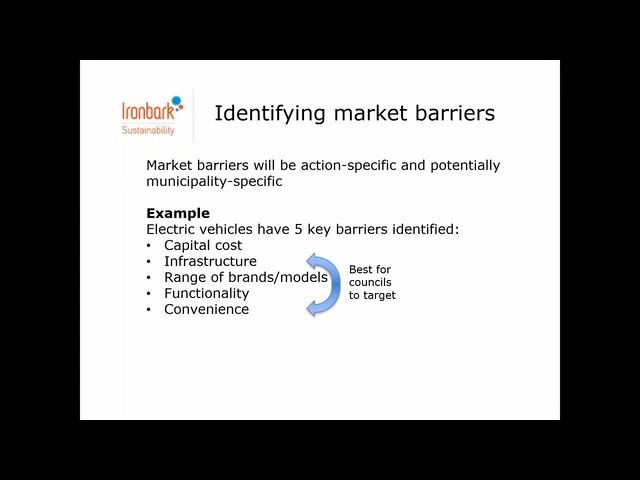 Ironbark
Sustainability
Identifying market barriers
Market barriers will be action-specific and potentially
municipality-specific
Example
Electric vehicles have 5 key barriers identified:
• Capital cost
• Infrastructure
• Range of brands/models
• Functionality
• Convenience
Best for
councils
to target